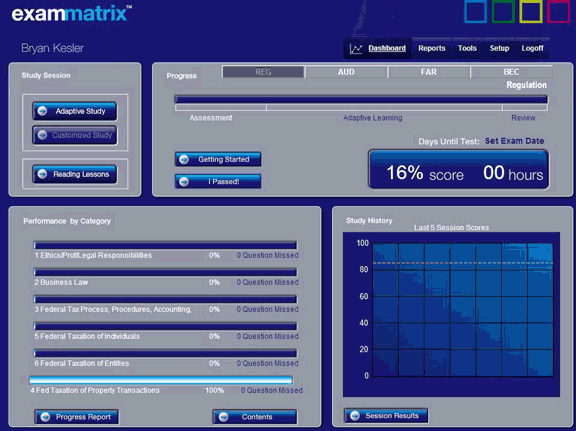 exammatrix™
Bryan Kesler
Dashboard Reports Tools Setup Logoff
Study Session
Adaptive Study
Customized Study
Reading Lessons
Progress
REG AUD FAR BEC
Regulation
Assessment Adaptive Learning Review
Days Until Test: Set Exam Date
Getting Started
I Passed!
16% score 00 hours
Performance by Category
1 Ethics/Prof/Legal Responsibilities 0% 0 Question Missed
2 Business Law 0% 0 Question Missed
3 Federal Tax Process, Procedures, Accounting, 0% 0 Question Missed
5 Federal Taxation of Individuals 0% 0 Question Missed
6 Federal Taxation of Entities 0% 0 Question Missed
4 Fed Taxation of Property Transactions 100% 0 Question Missed
Progress Report
Contents
Study History
Last 5 Session Scores
100
80
60
40
20
0
Session Results